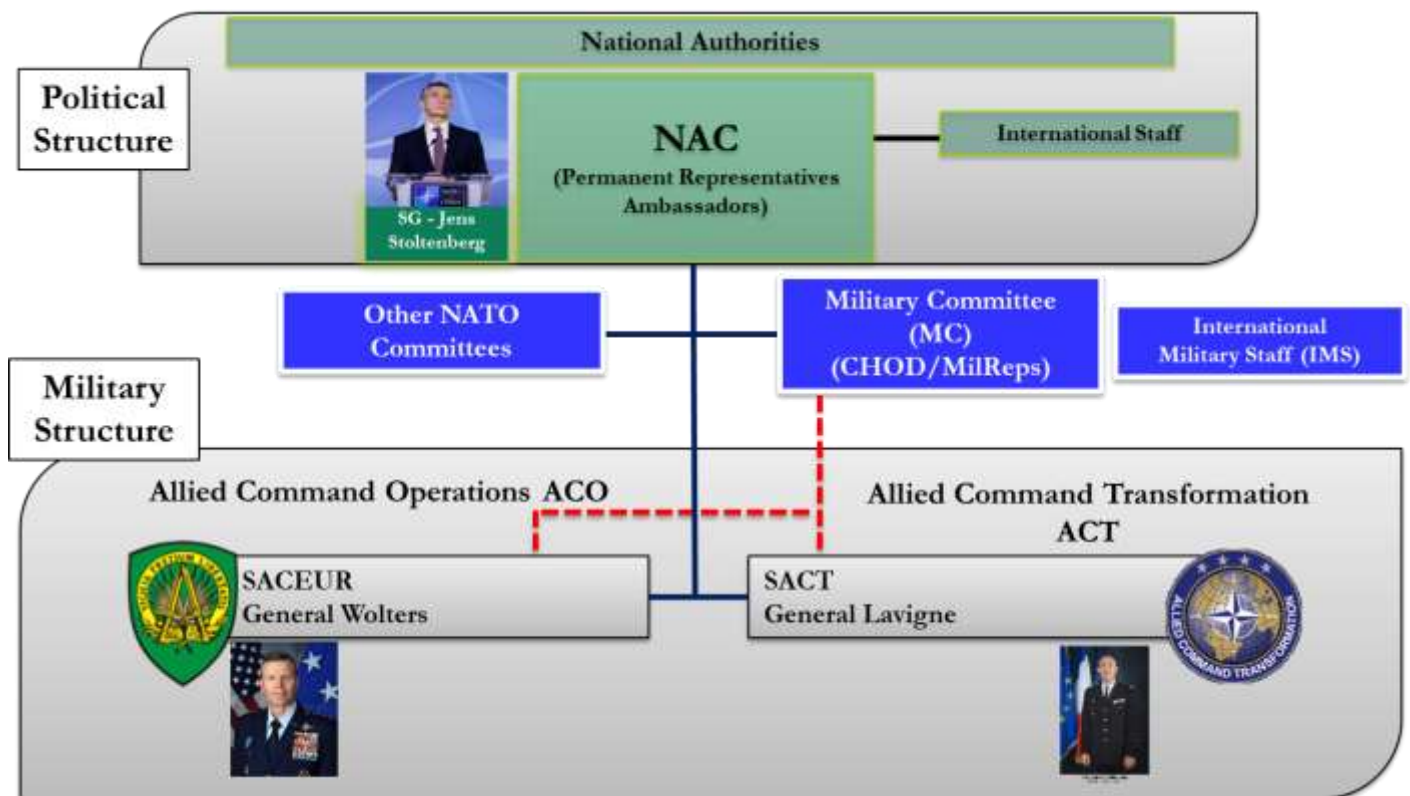 National Authorities
Political
Structure
NAC
(Permanent Representatives
Ambassadors)
International Staff
SG - Jens
Stoltenberg
Other NATO
Committees
Military Committee
(MC)
(CHOD/MilReps)
International
Military Staff (IMS)
Military
Structure
Allied Command Operations ACO
Allied Command Transformation
ACT
SACEUR
General Wolters
SACT
General Lavigne
ALLIED COMMAND TRANSFORMATION